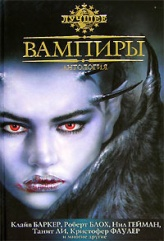 ЛУЧШЕЕ
ВАМПИРЫ
АНТОЛОГИЯ
Клайв БАРКЕР, Роберт БЛОХ, Нил ГЕЙМАН,
Танит ЛИ, Кристофер ФАУЛЕР
и многие другие